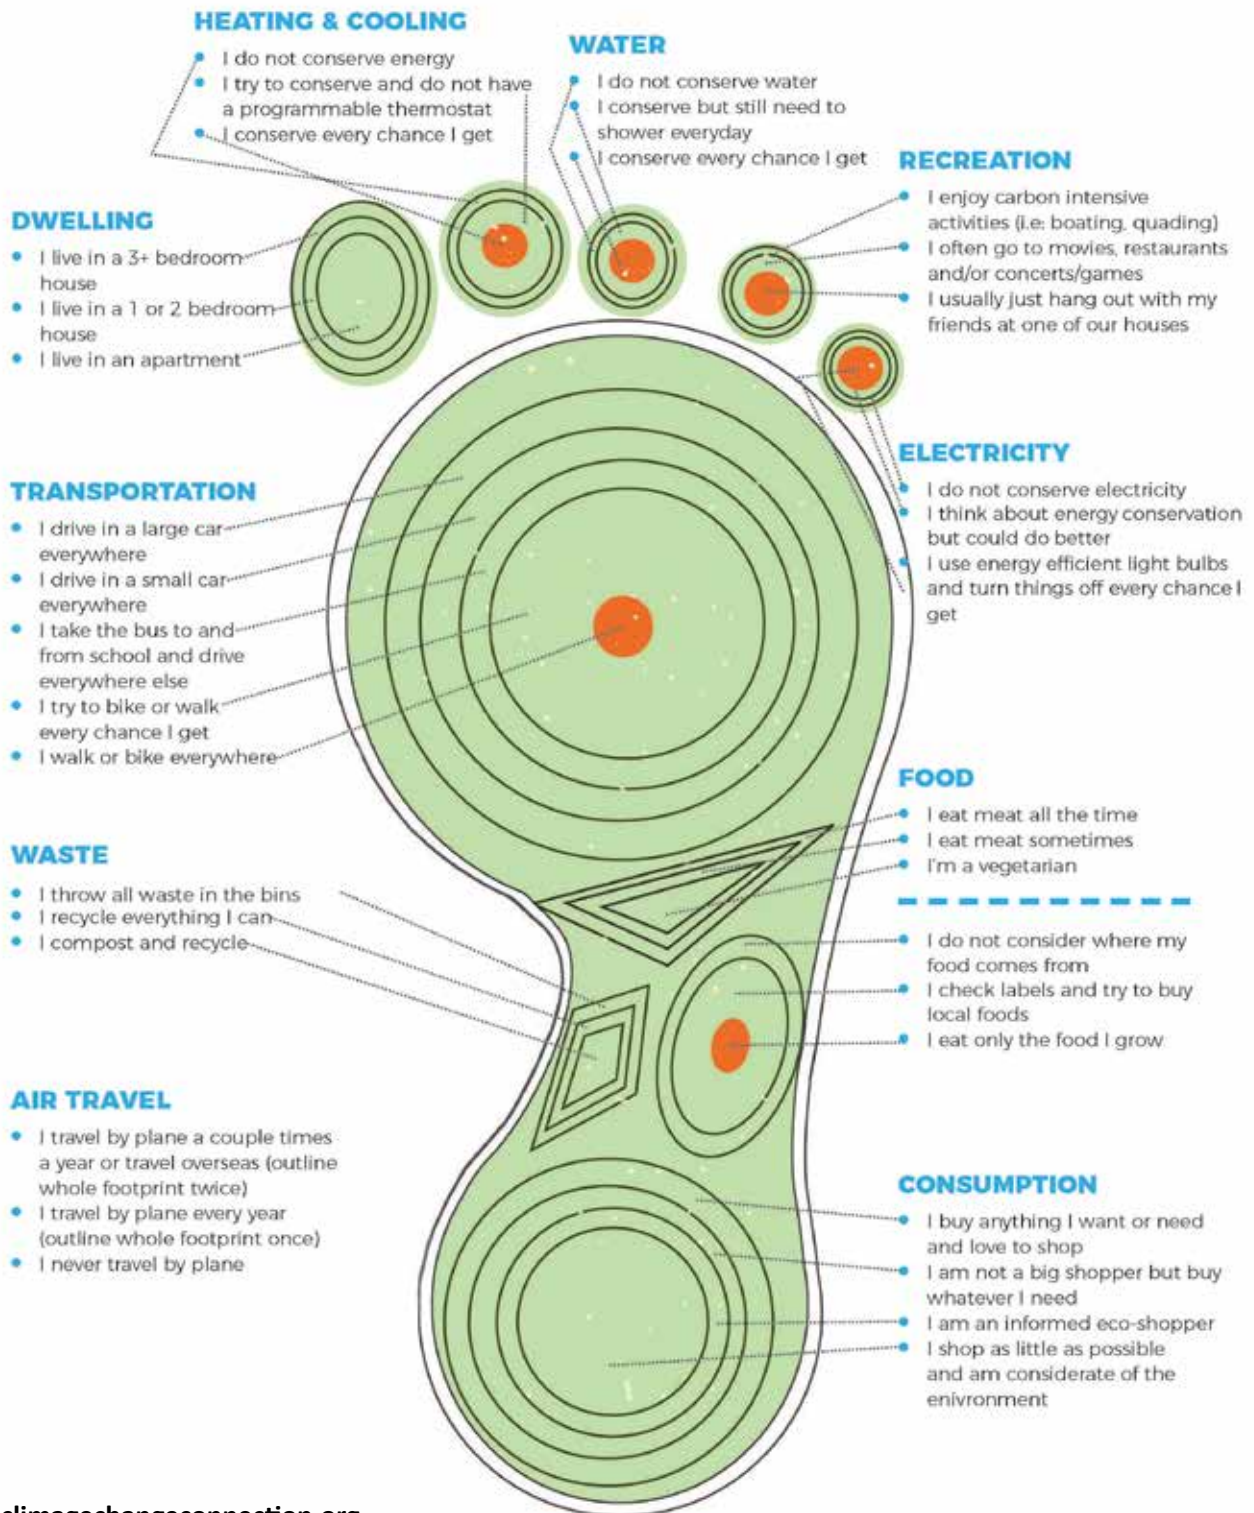 HEATING & COOLING
I do not conserve energy
I try to conserve and do not have
a programmable thermostat
I conserve every chance I get
WATER
I do not conserve water
I conserve but still need to
shower everyday
I conserve every chance I get
RECREATION
I enjoy carbon intensive
activities (i.e: boating, quading)
I often go to movies, restaurants
and/or concerts/games
I usually just hang out with my
friends at one of our houses
DWELLING
I live in a 3+ bedroom
house
I live in a 1 or 2 bedroom
house
I live in an apartment
ELECTRICITY
I do not conserve electricity
I think about energy conservation
but could do better
I use energy efficient light bulbs
and turn things off every chance I
get
TRANSPORTATION
I drive in a large car
everywhere
I drive in a small car
everywhere
I take the bus to and
from school and drive
everywhere else
I try to bike or walk
every chance I get
I walk or bike everywhere
FOOD
I eat meat all the time
I eat meat sometimes
I'm a vegetarian
I do not consider where my
food comes from
I check labels and try to buy
local foods
I eat only the food I grow
WASTE
I throw all waste in the bins
I recycle everything I can
I compost and recycle
AIR TRAVEL
I travel by plane a couple times
a year or travel overseas (outline
whole footprint twice)
I travel by plane every year
(outline whole footprint once)
I never travel by plane
CONSUMPTION
I buy anything I want or need
and love to shop
I am not a big shopper but buy
whatever I need
I am an informed eco-shopper
I shop as little as possible
and am considerate of the
enivronment